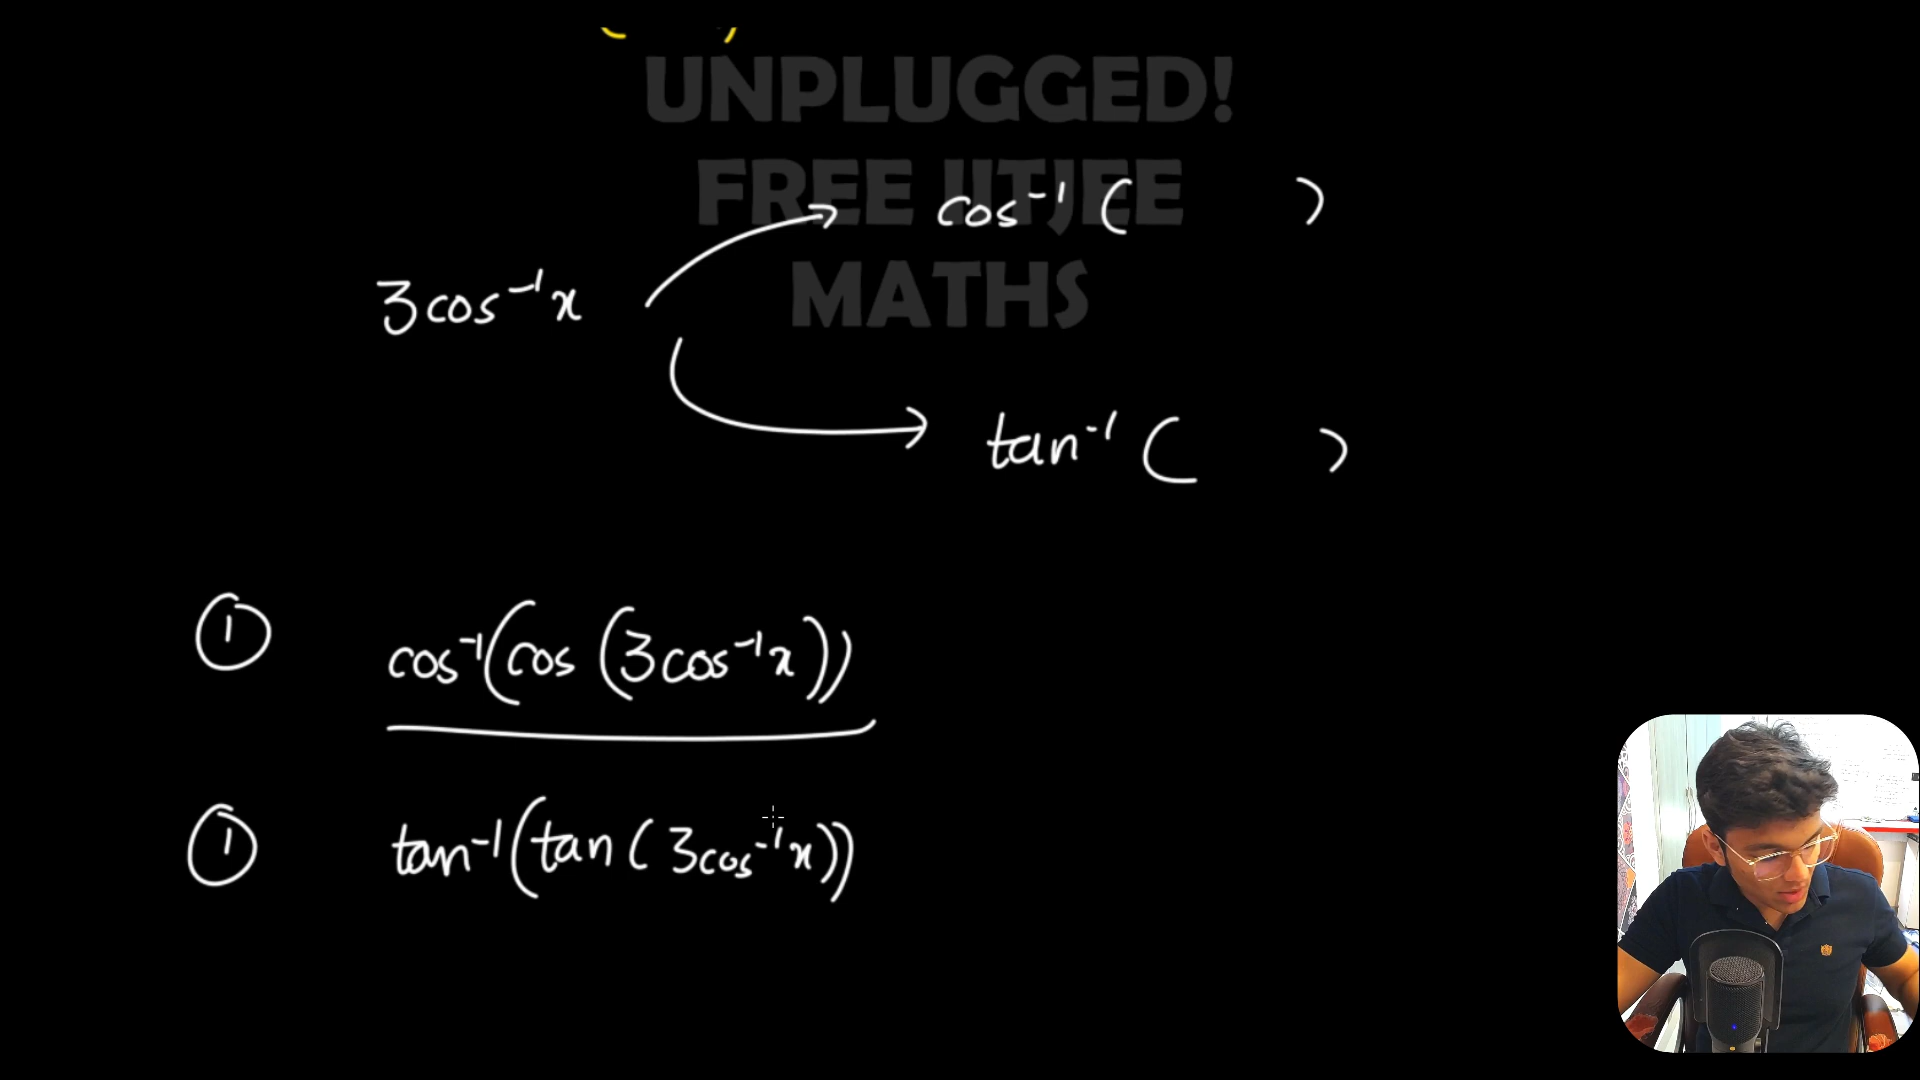 UNPLUGGED!
FREE IITJEE
MATHS
cos⁻¹ (      )
3cos⁻¹x
tan⁻¹ (      )
① cos⁻¹(cos (3cos⁻¹x))
① tan⁻¹(tan ( 3cos⁻¹x))